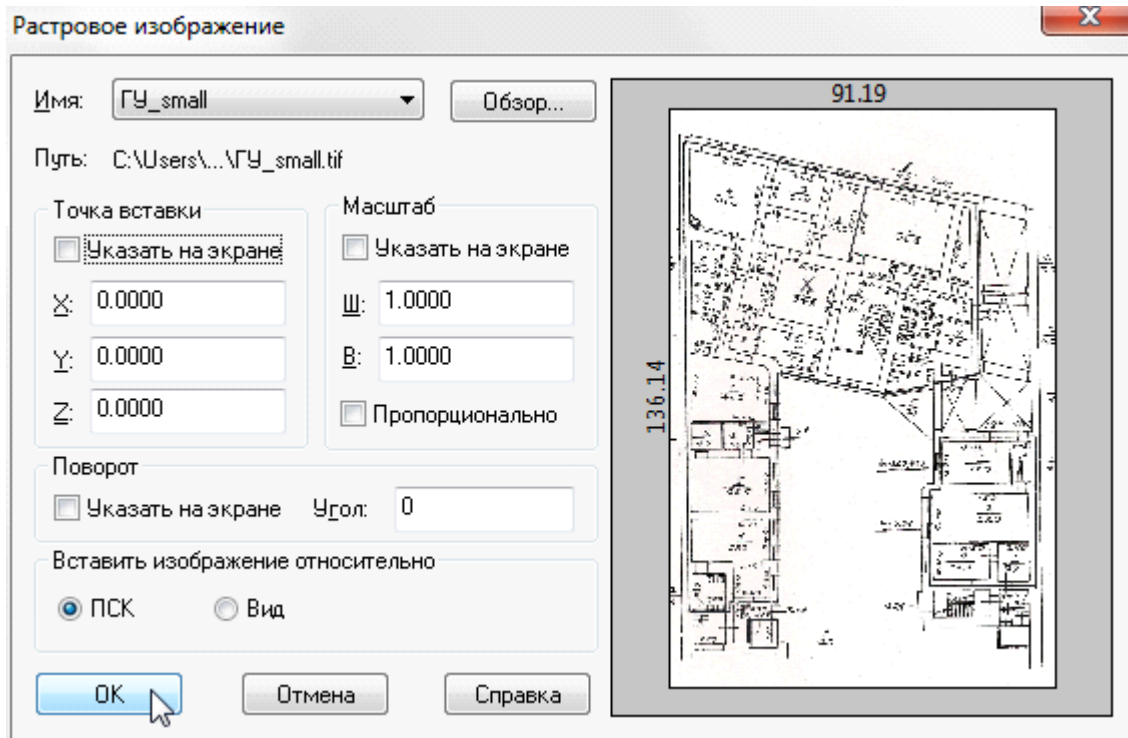 Растровое изображение
Имя: ГУ_small Обзор...
Путь: C:\Users\...\ГУ_small.tif
Точка вставки
Указать на экране
X: 0.0000
Y: 0.0000
Z: 0.0000
Масштаб
Указать на экране
Ш: 1.0000
В: 1.0000
Пропорционально
Поворот
Указать на экране Угол: 0
Вставить изображение относительно
ПСК Вид
OK Отмена Справка
91.19
136.14